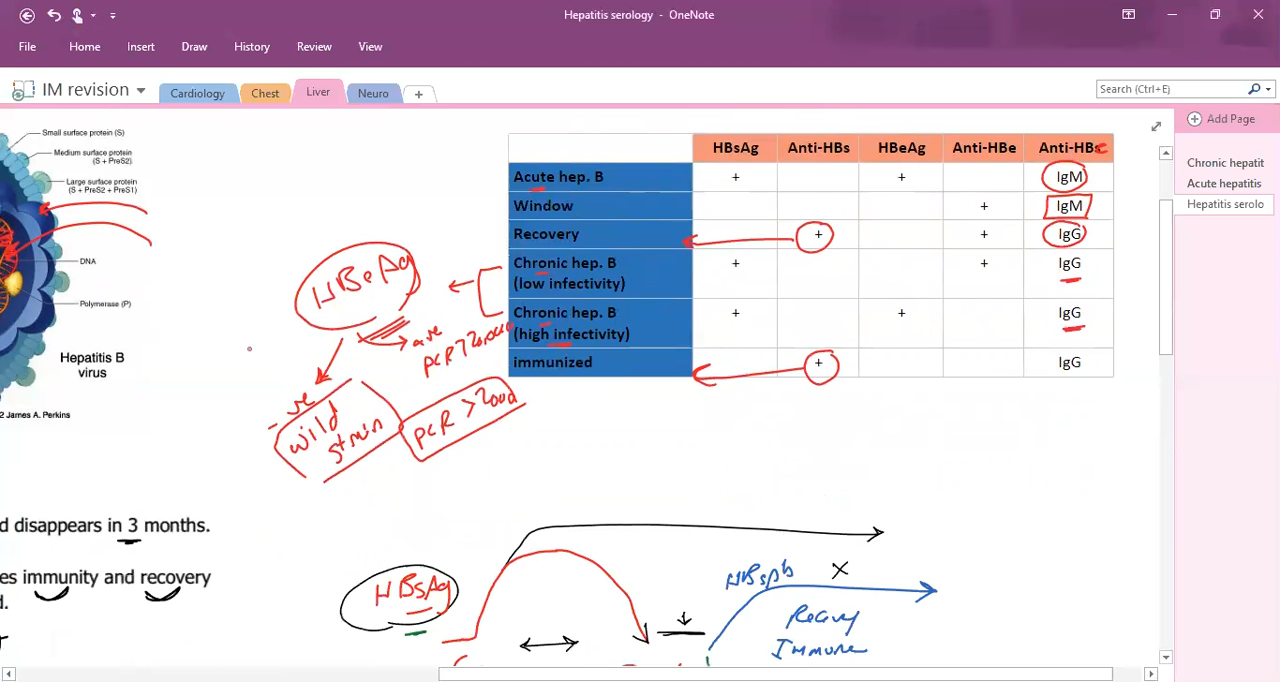 Hepatitis serology - OneNote
File Home Insert Draw History Review View
IM revision
Cardiology Chest Liver Neuro +
Search (Ctrl+E)
Add Page
Chronic hepatit
Acute hepatitis
Hepatitis serolo
Small surface protein (S)
Medium surface protein
(S + PreS2)
Large surface protein
(S + PreS2 + PreS1)
DNA
Polymerase (P)
Hepatitis B
virus
2 James A. Perkins
HBsAg Anti-HBs HBeAg Anti-HBe Anti-HBc
Acute hep. B + + IgM
Window + IgM
Recovery + + IgG
Chronic hep. B + + IgG
(low infectivity)
Chronic hep. B + + IgG
(high infectivity)
immunized + IgG
HBeAg
-ve
wild
strain
PCR > 2000
d disappears in 3 months.
es immunity and recovery
d.
HBsAg
HBsAb
X
Immune